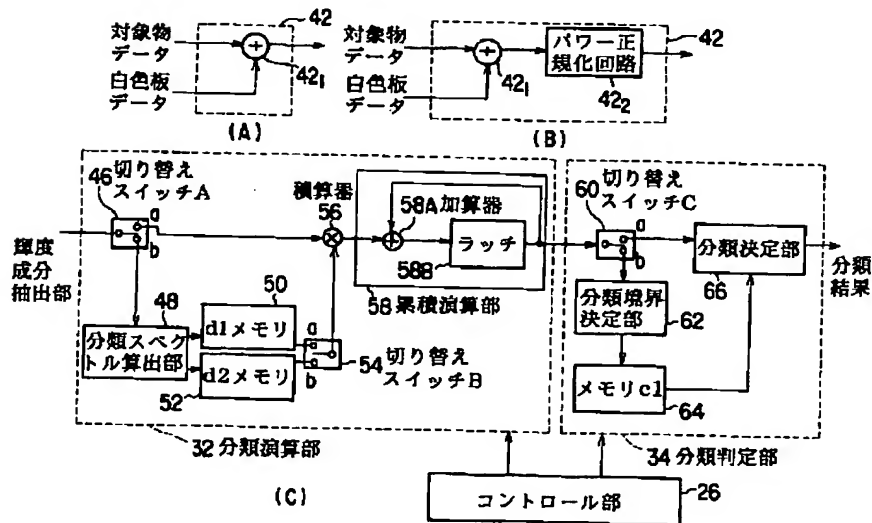 42
対象物
データ
白色板
データ
+
42₁
(A)
対象物
データ
白色板
データ
+
42₁
パワー正
規化回路
42₂
42
(B)
46
切り替え
スイッチA
a
b
輝度
成分
抽出部
48
分類スペク
トル算出部
50
d1メモリ
d2メモリ
52
a
b
54 切り替え
スイッチB
積算器
56
58A 加算器
ラッチ
58B
58 累積演算部
32 分類演算部
60
切り替え
スイッチC
a
b
分類決定部
66
分類
結果
分類境界
決定部
62
メモリc1
64
34 分類判定部
コントロール部
26
(C)